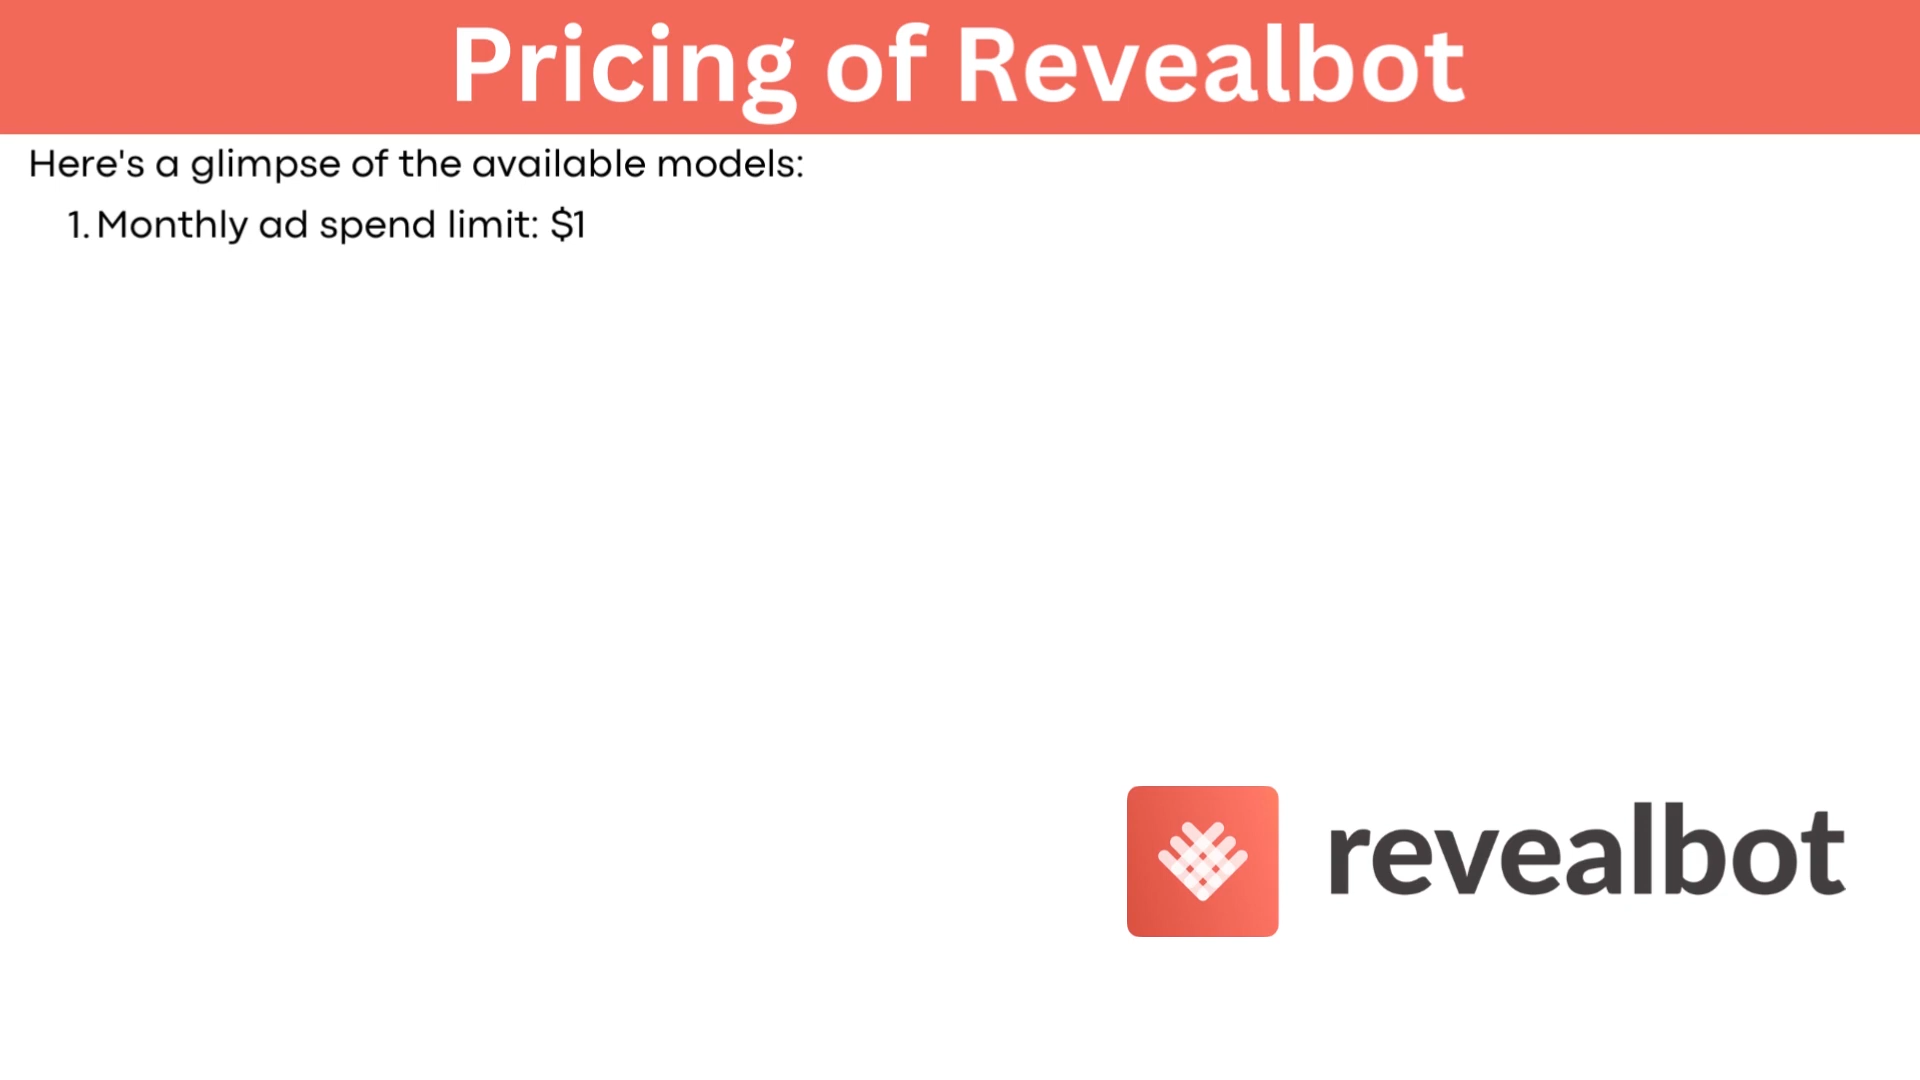 Pricing of Revealbot
Here's a glimpse of the available models:
1. Monthly ad spend limit: $1
revealbot